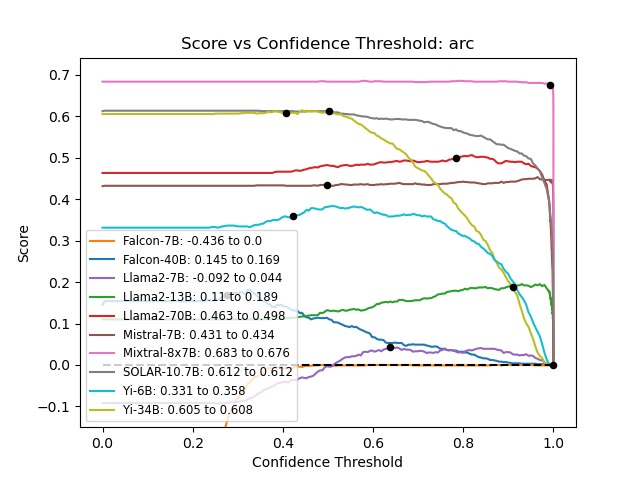 Score vs Confidence Threshold: arc
0.7
0.6
0.5
0.4
0.3
0.2
0.1
0.0
−0.1
Score
Falcon-7B: -0.436 to 0.0
Falcon-40B: 0.145 to 0.169
Llama2-7B: -0.092 to 0.044
Llama2-13B: 0.11 to 0.189
Llama2-70B: 0.463 to 0.498
Mistral-7B: 0.431 to 0.434
Mixtral-8x7B: 0.683 to 0.676
SOLAR-10.7B: 0.612 to 0.612
Yi-6B: 0.331 to 0.358
Yi-34B: 0.605 to 0.608
0.0 0.2 0.4 0.6 0.8 1.0
Confidence Threshold